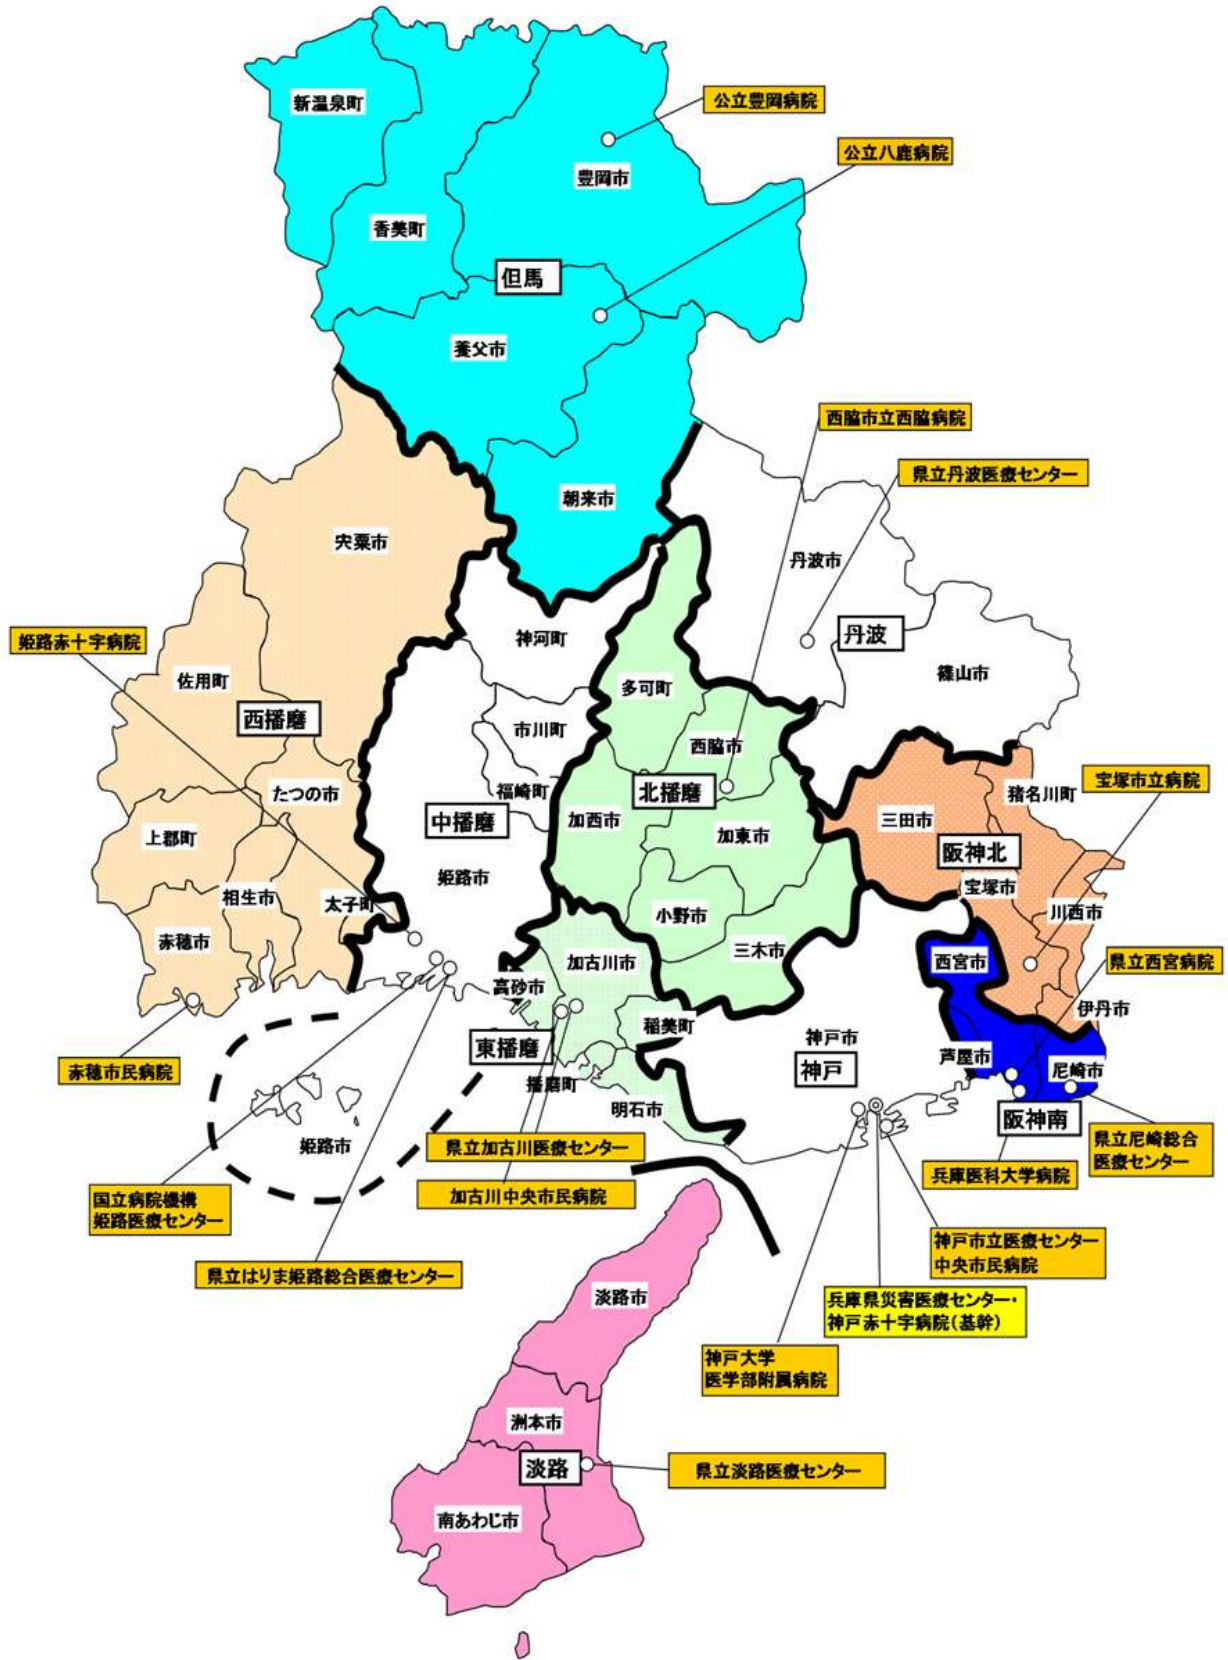 新温泉町
公立豊岡病院
公立八鹿病院
豊岡市
香美町
但馬
養父市
西脇市立西脇病院
県立丹波医療センター
朝来市
宍粟市
丹波市
姫路赤十字病院
神河町
丹波
篠山市
佐用町
多可町
西播磨
市川町
西脇市
たつの市
福崎町
北播磨
猪名川町
宝塚市立病院
上郡町
中播磨
加西市
加東市
三田市
阪神北
姫路市
宝塚市
相生市
太子町
小野市
川西市
赤穂市
三木市
加古川市
西宮市
県立西宮病院
高砂市
稲美町
伊丹市
神戸市
東播磨
芦屋市
赤穂市民病院
神戸
尼崎市
播磨町
明石市
阪神南
姫路市
県立加古川医療センター
県立尼崎総合
医療センター
兵庫医科大学病院
加古川中央市民病院
国立病院機構
姫路医療センター
神戸市立医療センター
中央市民病院
県立はりま姫路総合医療センター
淡路市
兵庫県災害医療センター・
神戸赤十字病院(基幹)
神戸大学
医学部附属病院
洲本市
淡路
県立淡路医療センター
南あわじ市